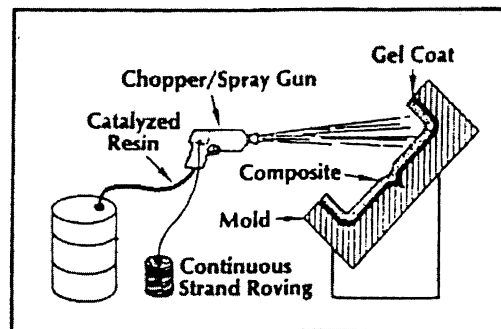 Gel Coat
Chopper/Spray Gun
Catalyzed
Resin
Composite
Mold
Continuous
Strand Roving